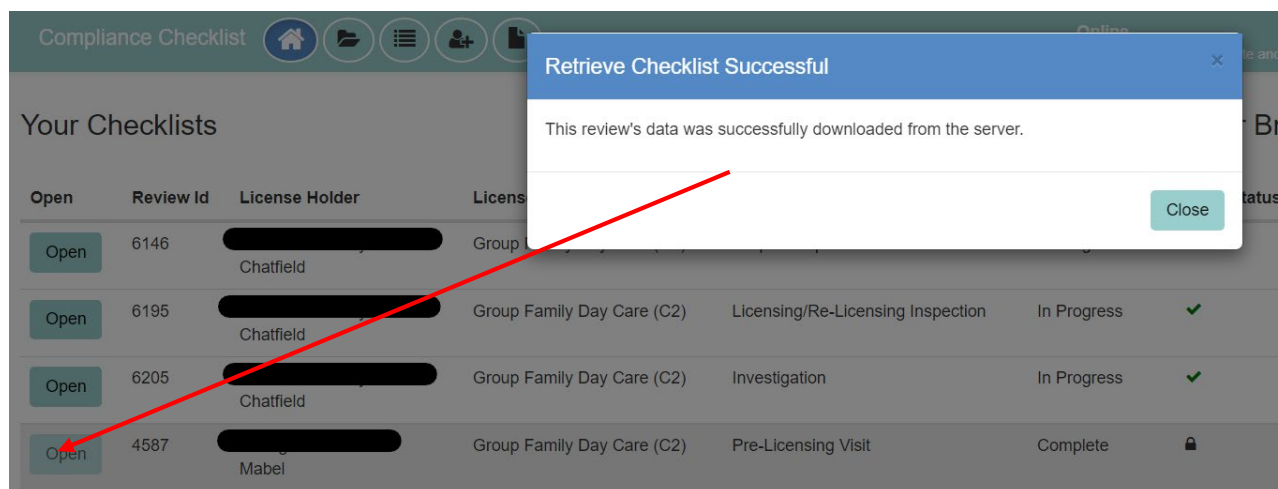 Compliance Checklist
Online
Retrieve Checklist Successful ×
This review's data was successfully downloaded from the server.
Close
Your Checklists
Open Review Id License Holder
Open 6146 Group
Chatfield
Open 6195 Group Family Day Care (C2) Licensing/Re-Licensing Inspection In Progress
Chatfield
Open 6205 Group Family Day Care (C2) Investigation In Progress
Chatfield
Open 4587 Group Family Day Care (C2) Pre-Licensing Visit Complete
Mabel